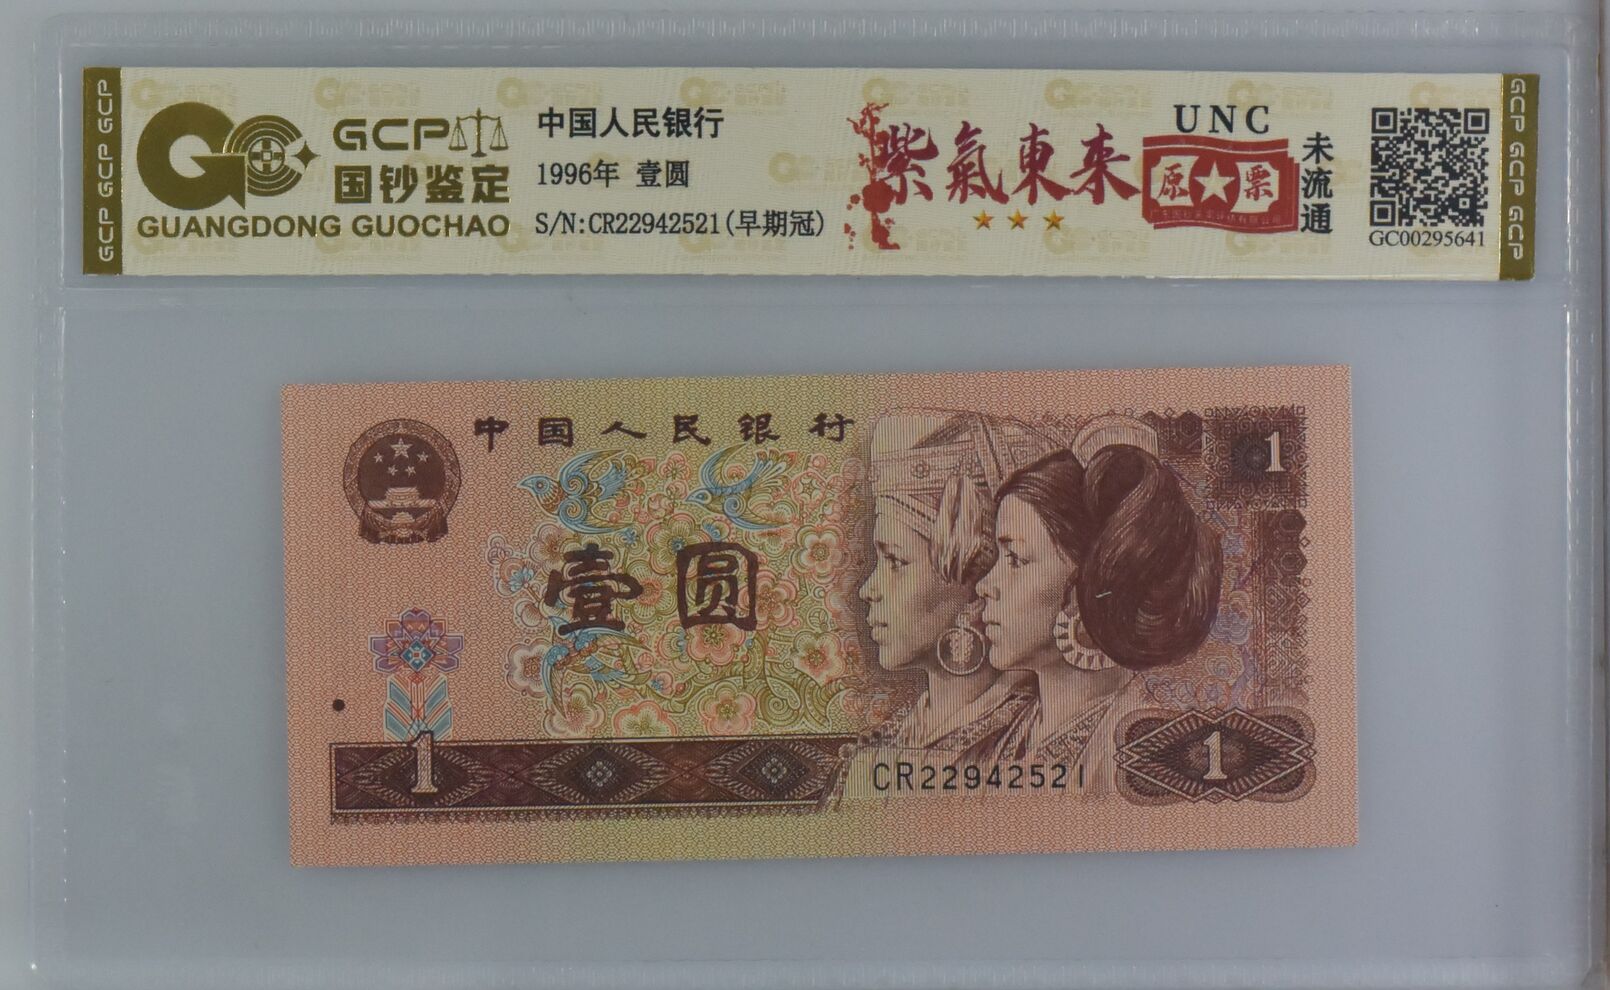 GCP GCP GCP
GCP
国钞鉴定
GUANGDONG GUOCHAO
中国人民银行
1996年 壹圆
S/N:CR22942521(早期冠)
紫氣東来
UNC
原票
未流通
GC00295641
GCP GCP GCP
中国人民银行
1
壹圆
1
CR22942521
1